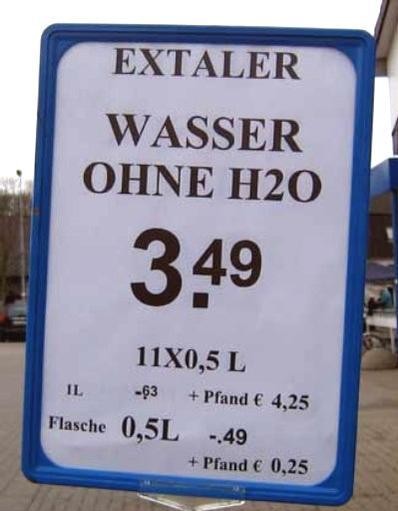 EXTALER
WASSER
OHNE H2O
3.49
11X0,5 L
1L -63 + Pfand € 4,25
Flasche 0,5L -.49
+ Pfand € 0,25